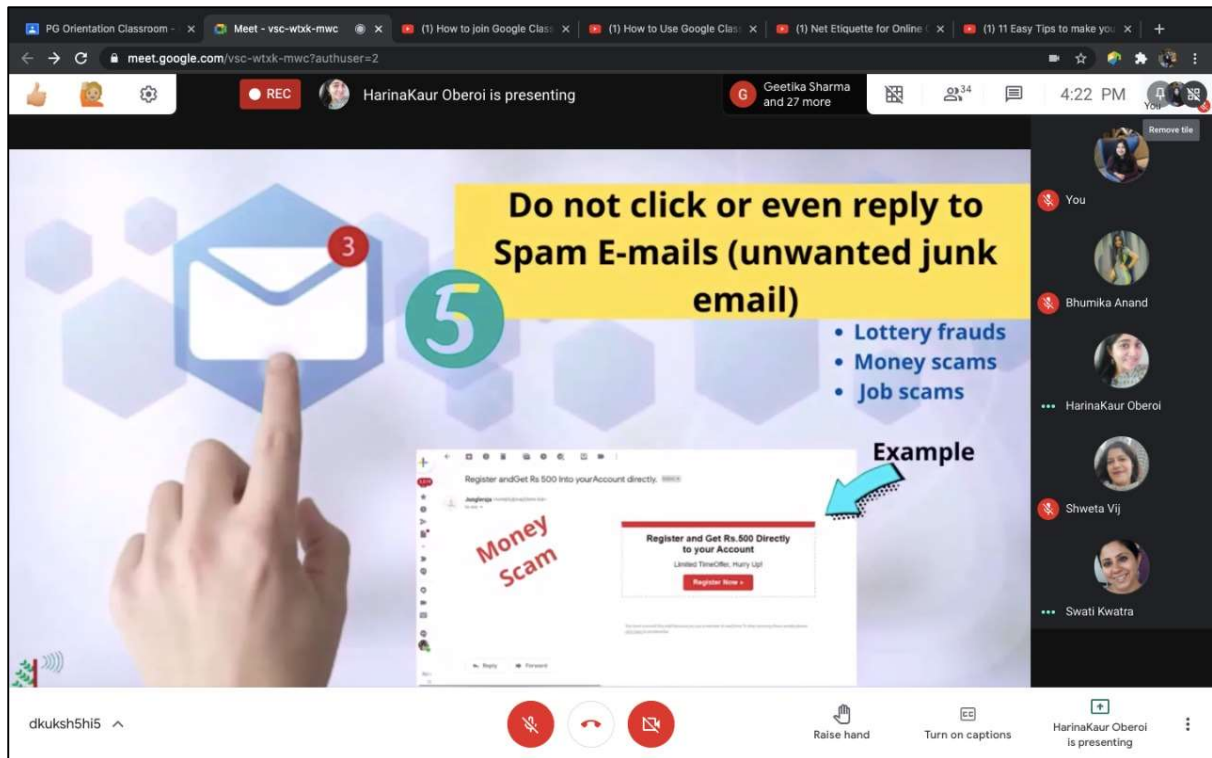 PG Orientation Classroom -
Meet - vsc-wtxk-mwc
(1) How to join Google Class
(1) How to Use Google Class
(1) Net Etiquette for Online
(1) 11 Easy Tips to make you
meet.google.com/vsc-wtxk-mwc?authuser=2
REC
HarinaKaur Oberoi is presenting
G
Geetika Sharma
and 27 more
34
4:22 PM
You
Remove tile
Do not click or even reply to
Spam E-mails (unwanted junk
email)
3
5
• Lottery frauds
• Money scams
• Job scams
Example
Register andGet Rs 500 Into yourAccount directly.
Jungleraja
Money
Scam
Register and Get Rs.500 Directly
to your Account
Limited TimeOffer, Hurry Up!
Register Now »
Reply
Forward
You
Bhumika Anand
HarinaKaur Oberoi
Shweta Vij
Swati Kwatra
dkuksh5hi5
Raise hand
CC
Turn on captions
HarinaKaur Oberoi
is presenting